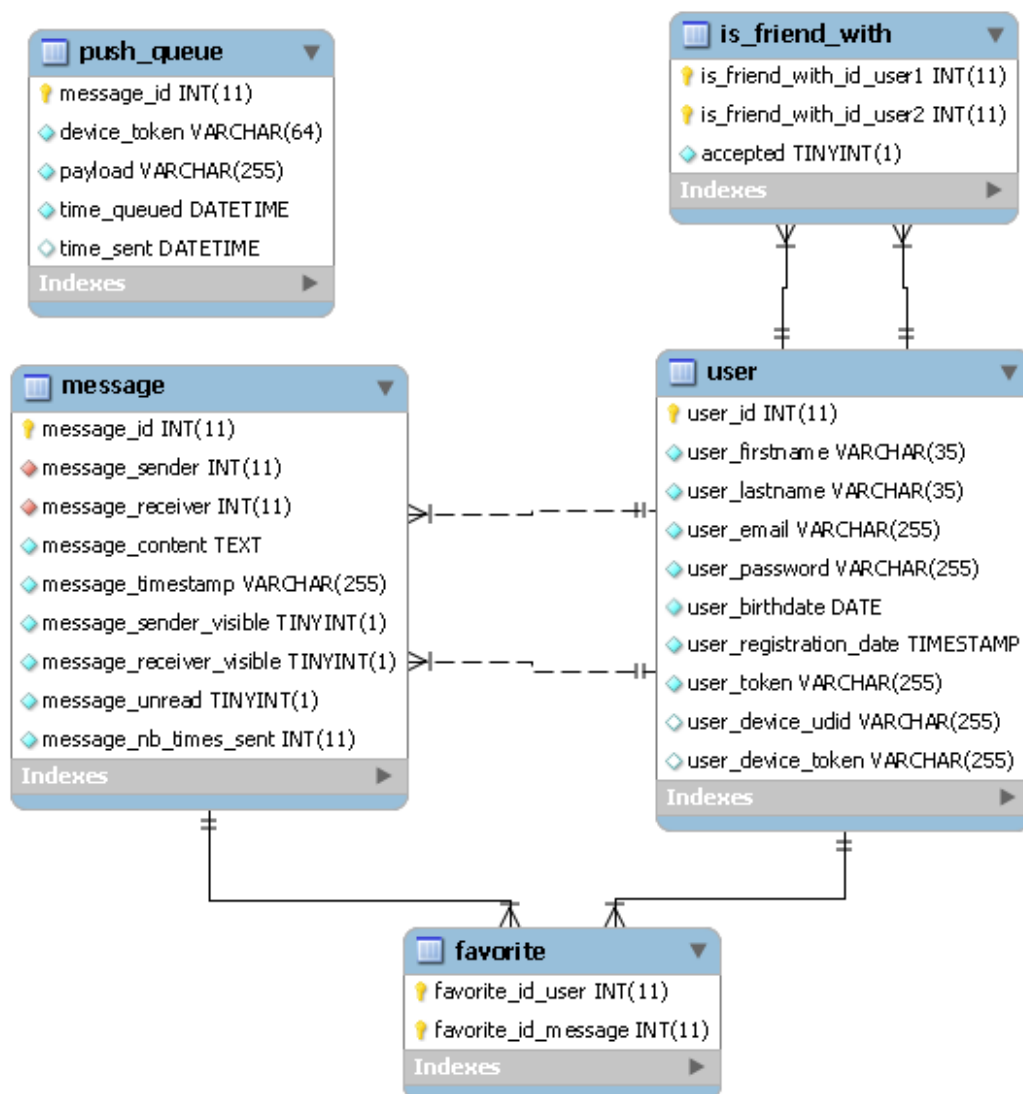 push_queue
message_id INT(11)
device_token VARCHAR(64)
payload VARCHAR(255)
time_queued DATETIME
time_sent DATETIME
Indexes
is_friend_with
is_friend_with_id_user1 INT(11)
is_friend_with_id_user2 INT(11)
accepted TINYINT(1)
Indexes
message
message_id INT(11)
message_sender INT(11)
message_receiver INT(11)
message_content TEXT
message_timestamp VARCHAR(255)
message_sender_visible TINYINT(1)
message_receiver_visible TINYINT(1)
message_unread TINYINT(1)
message_nb_times_sent INT(11)
Indexes
user
user_id INT(11)
user_firstname VARCHAR(35)
user_lastname VARCHAR(35)
user_email VARCHAR(255)
user_password VARCHAR(255)
user_birthdate DATE
user_registration_date TIMESTAMP
user_token VARCHAR(255)
user_device_udid VARCHAR(255)
user_device_token VARCHAR(255)
Indexes
favorite
favorite_id_user INT(11)
favorite_id_message INT(11)
Indexes